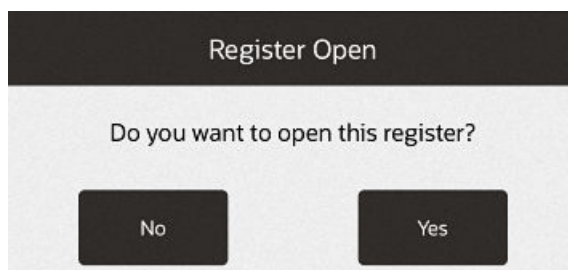 Register Open
Do you want to open this register?
No
Yes